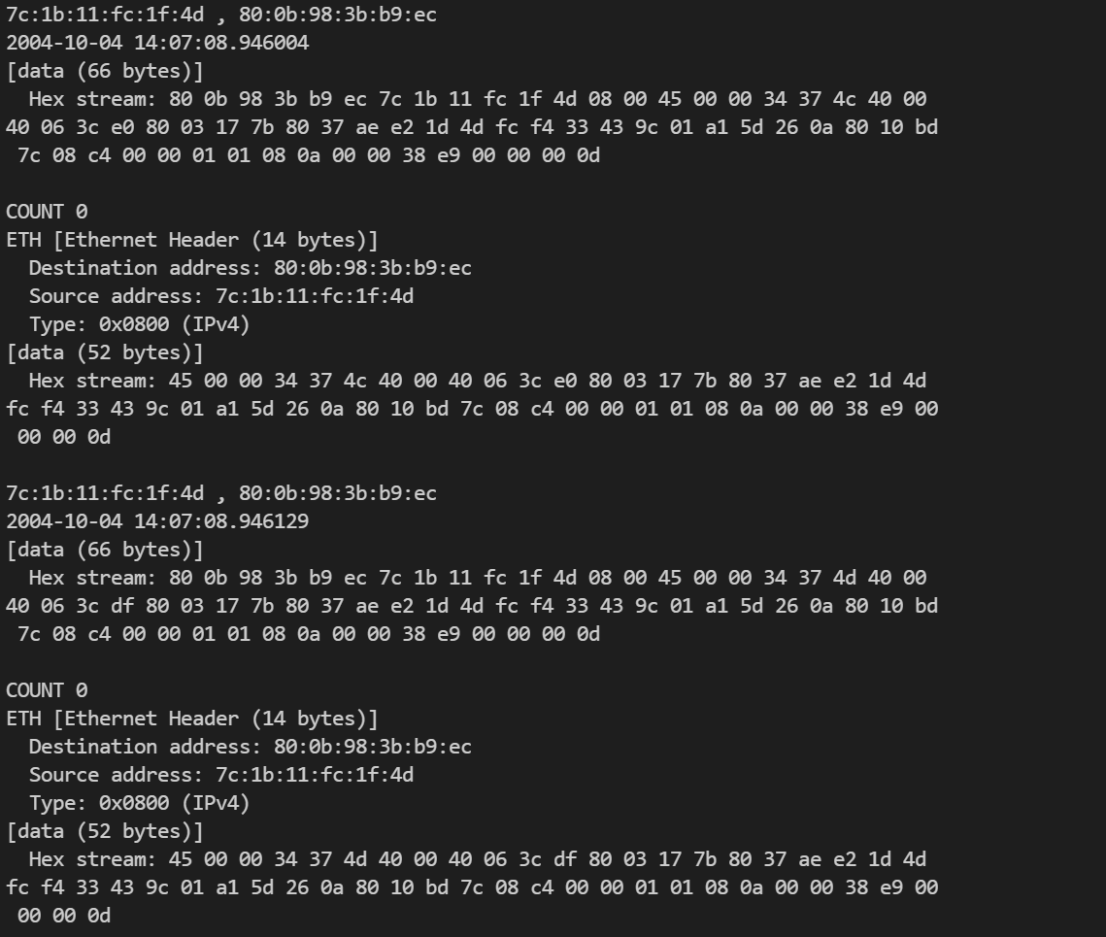 7c:1b:11:fc:1f:4d , 80:0b:98:3b:b9:ec
2004-10-04 14:07:08.946004
[data (66 bytes)]
  Hex stream: 80 0b 98 3b b9 ec 7c 1b 11 fc 1f 4d 08 00 45 00 00 34 37 4c 40 00
40 06 3c e0 80 03 17 7b 80 37 ae e2 1d 4d fc f4 33 43 9c 01 a1 5d 26 0a 80 10 bd
 7c 08 c4 00 00 01 01 08 0a 00 00 38 e9 00 00 00 0d

COUNT 0
ETH [Ethernet Header (14 bytes)]
  Destination address: 80:0b:98:3b:b9:ec
  Source address: 7c:1b:11:fc:1f:4d
  Type: 0x0800 (IPv4)
[data (52 bytes)]
  Hex stream: 45 00 00 34 37 4c 40 00 40 06 3c e0 80 03 17 7b 80 37 ae e2 1d 4d
fc f4 33 43 9c 01 a1 5d 26 0a 80 10 bd 7c 08 c4 00 00 01 01 08 0a 00 00 38 e9 00
 00 00 0d

7c:1b:11:fc:1f:4d , 80:0b:98:3b:b9:ec
2004-10-04 14:07:08.946129
[data (66 bytes)]
  Hex stream: 80 0b 98 3b b9 ec 7c 1b 11 fc 1f 4d 08 00 45 00 00 34 37 4d 40 00
40 06 3c df 80 03 17 7b 80 37 ae e2 1d 4d fc f4 33 43 9c 01 a1 5d 26 0a 80 10 bd
 7c 08 c4 00 00 01 01 08 0a 00 00 38 e9 00 00 00 0d

COUNT 0
ETH [Ethernet Header (14 bytes)]
  Destination address: 80:0b:98:3b:b9:ec
  Source address: 7c:1b:11:fc:1f:4d
  Type: 0x0800 (IPv4)
[data (52 bytes)]
  Hex stream: 45 00 00 34 37 4d 40 00 40 06 3c df 80 03 17 7b 80 37 ae e2 1d 4d
fc f4 33 43 9c 01 a1 5d 26 0a 80 10 bd 7c 08 c4 00 00 01 01 08 0a 00 00 38 e9 00
 00 00 0d